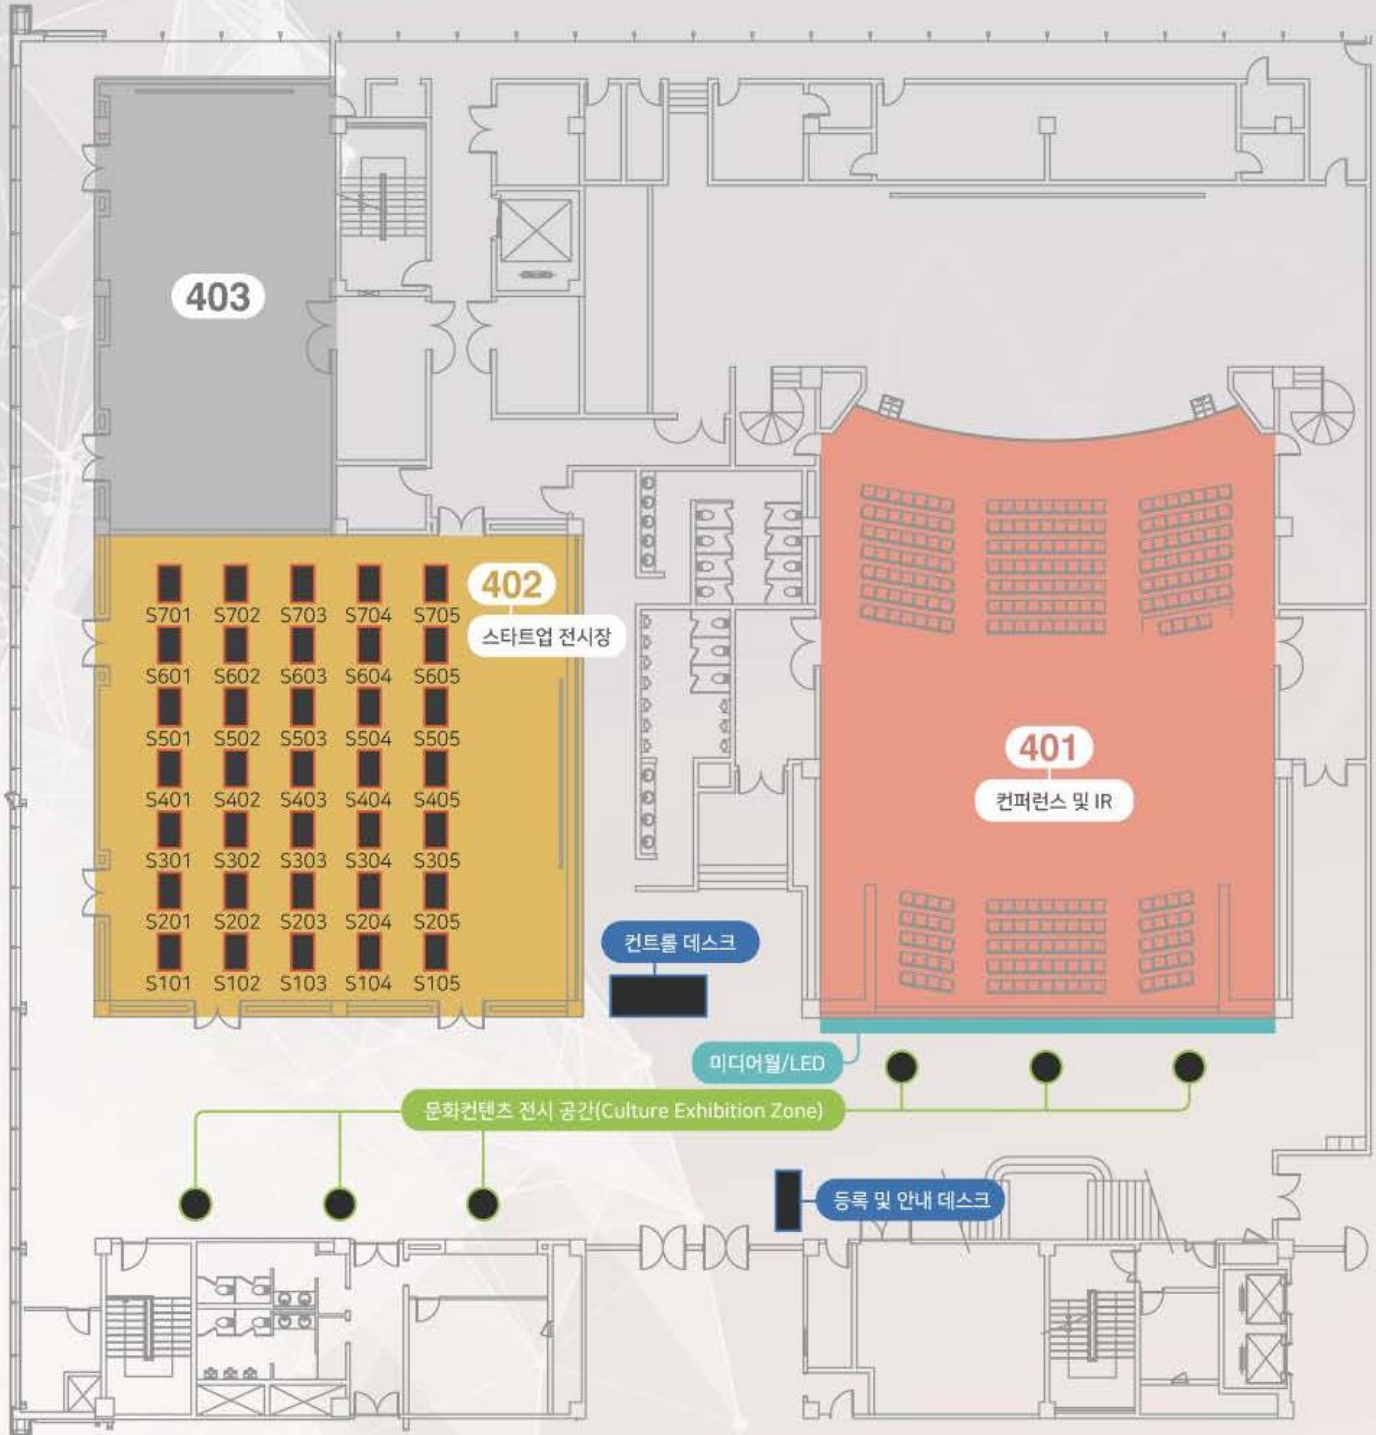 403
402
스타트업 전시장
S701 S702 S703 S704 S705
S601 S602 S603 S604 S605
S501 S502 S503 S504 S505
S401 S402 S403 S404 S405
S301 S302 S303 S304 S305
S201 S202 S203 S204 S205
S101 S102 S103 S104 S105
401
컨퍼런스 및 IR
컨트롤 데스크
미디어월/LED
문화컨텐츠 전시 공간(Culture Exhibition Zone)
등록 및 안내 데스크